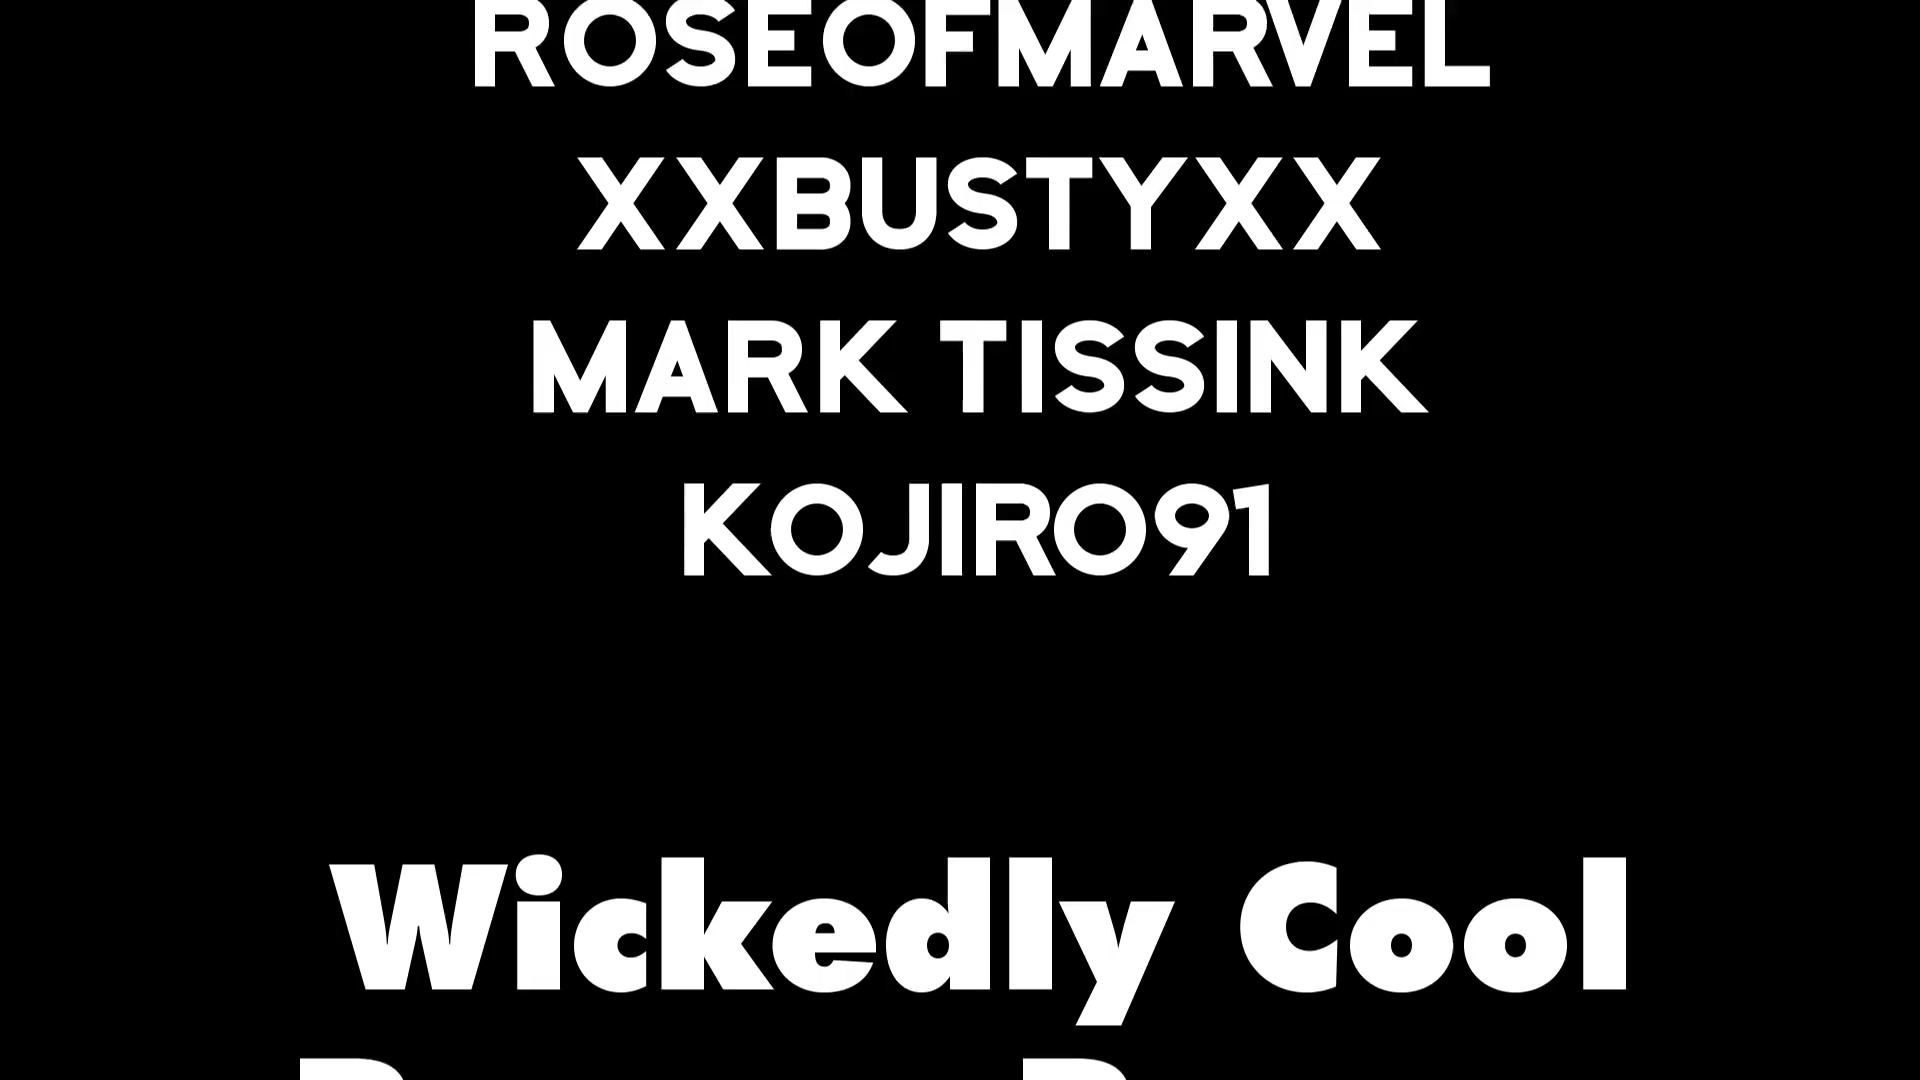 ROSEOFMARVEL
XXBUSTYXX
MARK TISSINK
KOJIRO91
Wickedly Cool